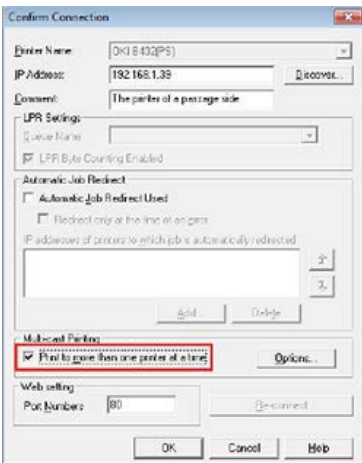 Confirm Connection
Printer Name: OKI B432(PS)
IP Address: 192.168.1.39 Discover...
Comment: The printer of a passage side
LPR Settings
Queue Name
LPR Byte Counting Enabled
Automatic Job Redirect
Automatic Job Redirect Used
Redirect only at the time of an error
IP addresses of printers to which job is automatically redirected
Add... Delete
Multi-cast Printing
Print to more than one printer at a time Options...
Web setting
Port Number: 80 Re-connect
OK Cancel Help